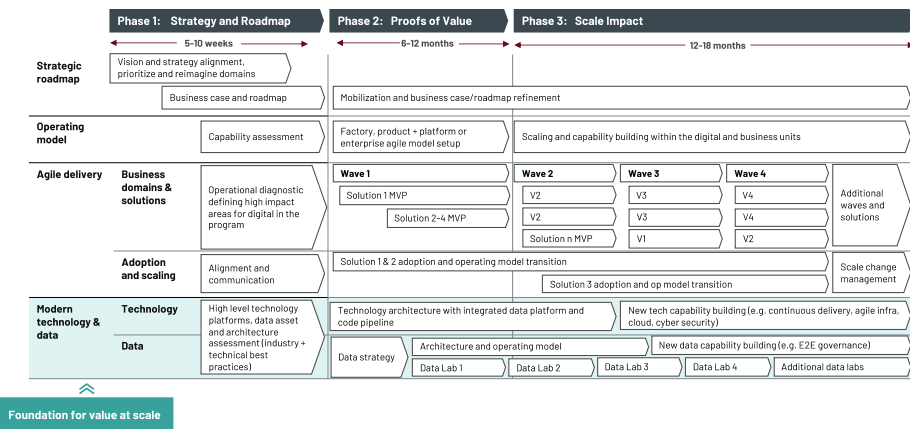 Phase 1: Strategy and Roadmap
Phase 2: Proofs of Value
Phase 3: Scale Impact
5-10 weeks
6-12 months
12-18 months
Strategic
roadmap
Vision and strategy alignment,
prioritize and reimagine domains
Business case and roadmap
Mobilization and business case/roadmap refinement
Operating
model
Capability assessment
Factory, product + platform or
enterprise agile model setup
Scaling and capability building within the digital and business units
Agile delivery
Business
domains &
solutions
Operational diagnostic
defining high impact
areas for digital in the
program
Wave 1
Wave 2
Wave 3
Wave 4
Solution 1 MVP
V2
V3
V4
Solution 2-4 MVP
V2
V3
V4
Solution n MVP
V1
V2
Additional
waves and
solutions
Adoption
and scaling
Alignment and
communication
Solution 1 & 2 adoption and operating model transition
Solution 3 adoption and op model transition
Scale change
management
Modern
technology &
data
Technology
High level technology
platforms, data asset
and architecture
assessment (industry +
technical best
practices)
Technology architecture with integrated data platform and
code pipeline
New tech capability building (e.g. continuous delivery, agile infra,
cloud, cyber security)
Data
Data strategy
Architecture and operating model
New data capability building (e.g. E2E governance)
Data Lab 1
Data Lab 2
Data Lab 3
Data Lab 4
Additional data labs
Foundation for value at scale